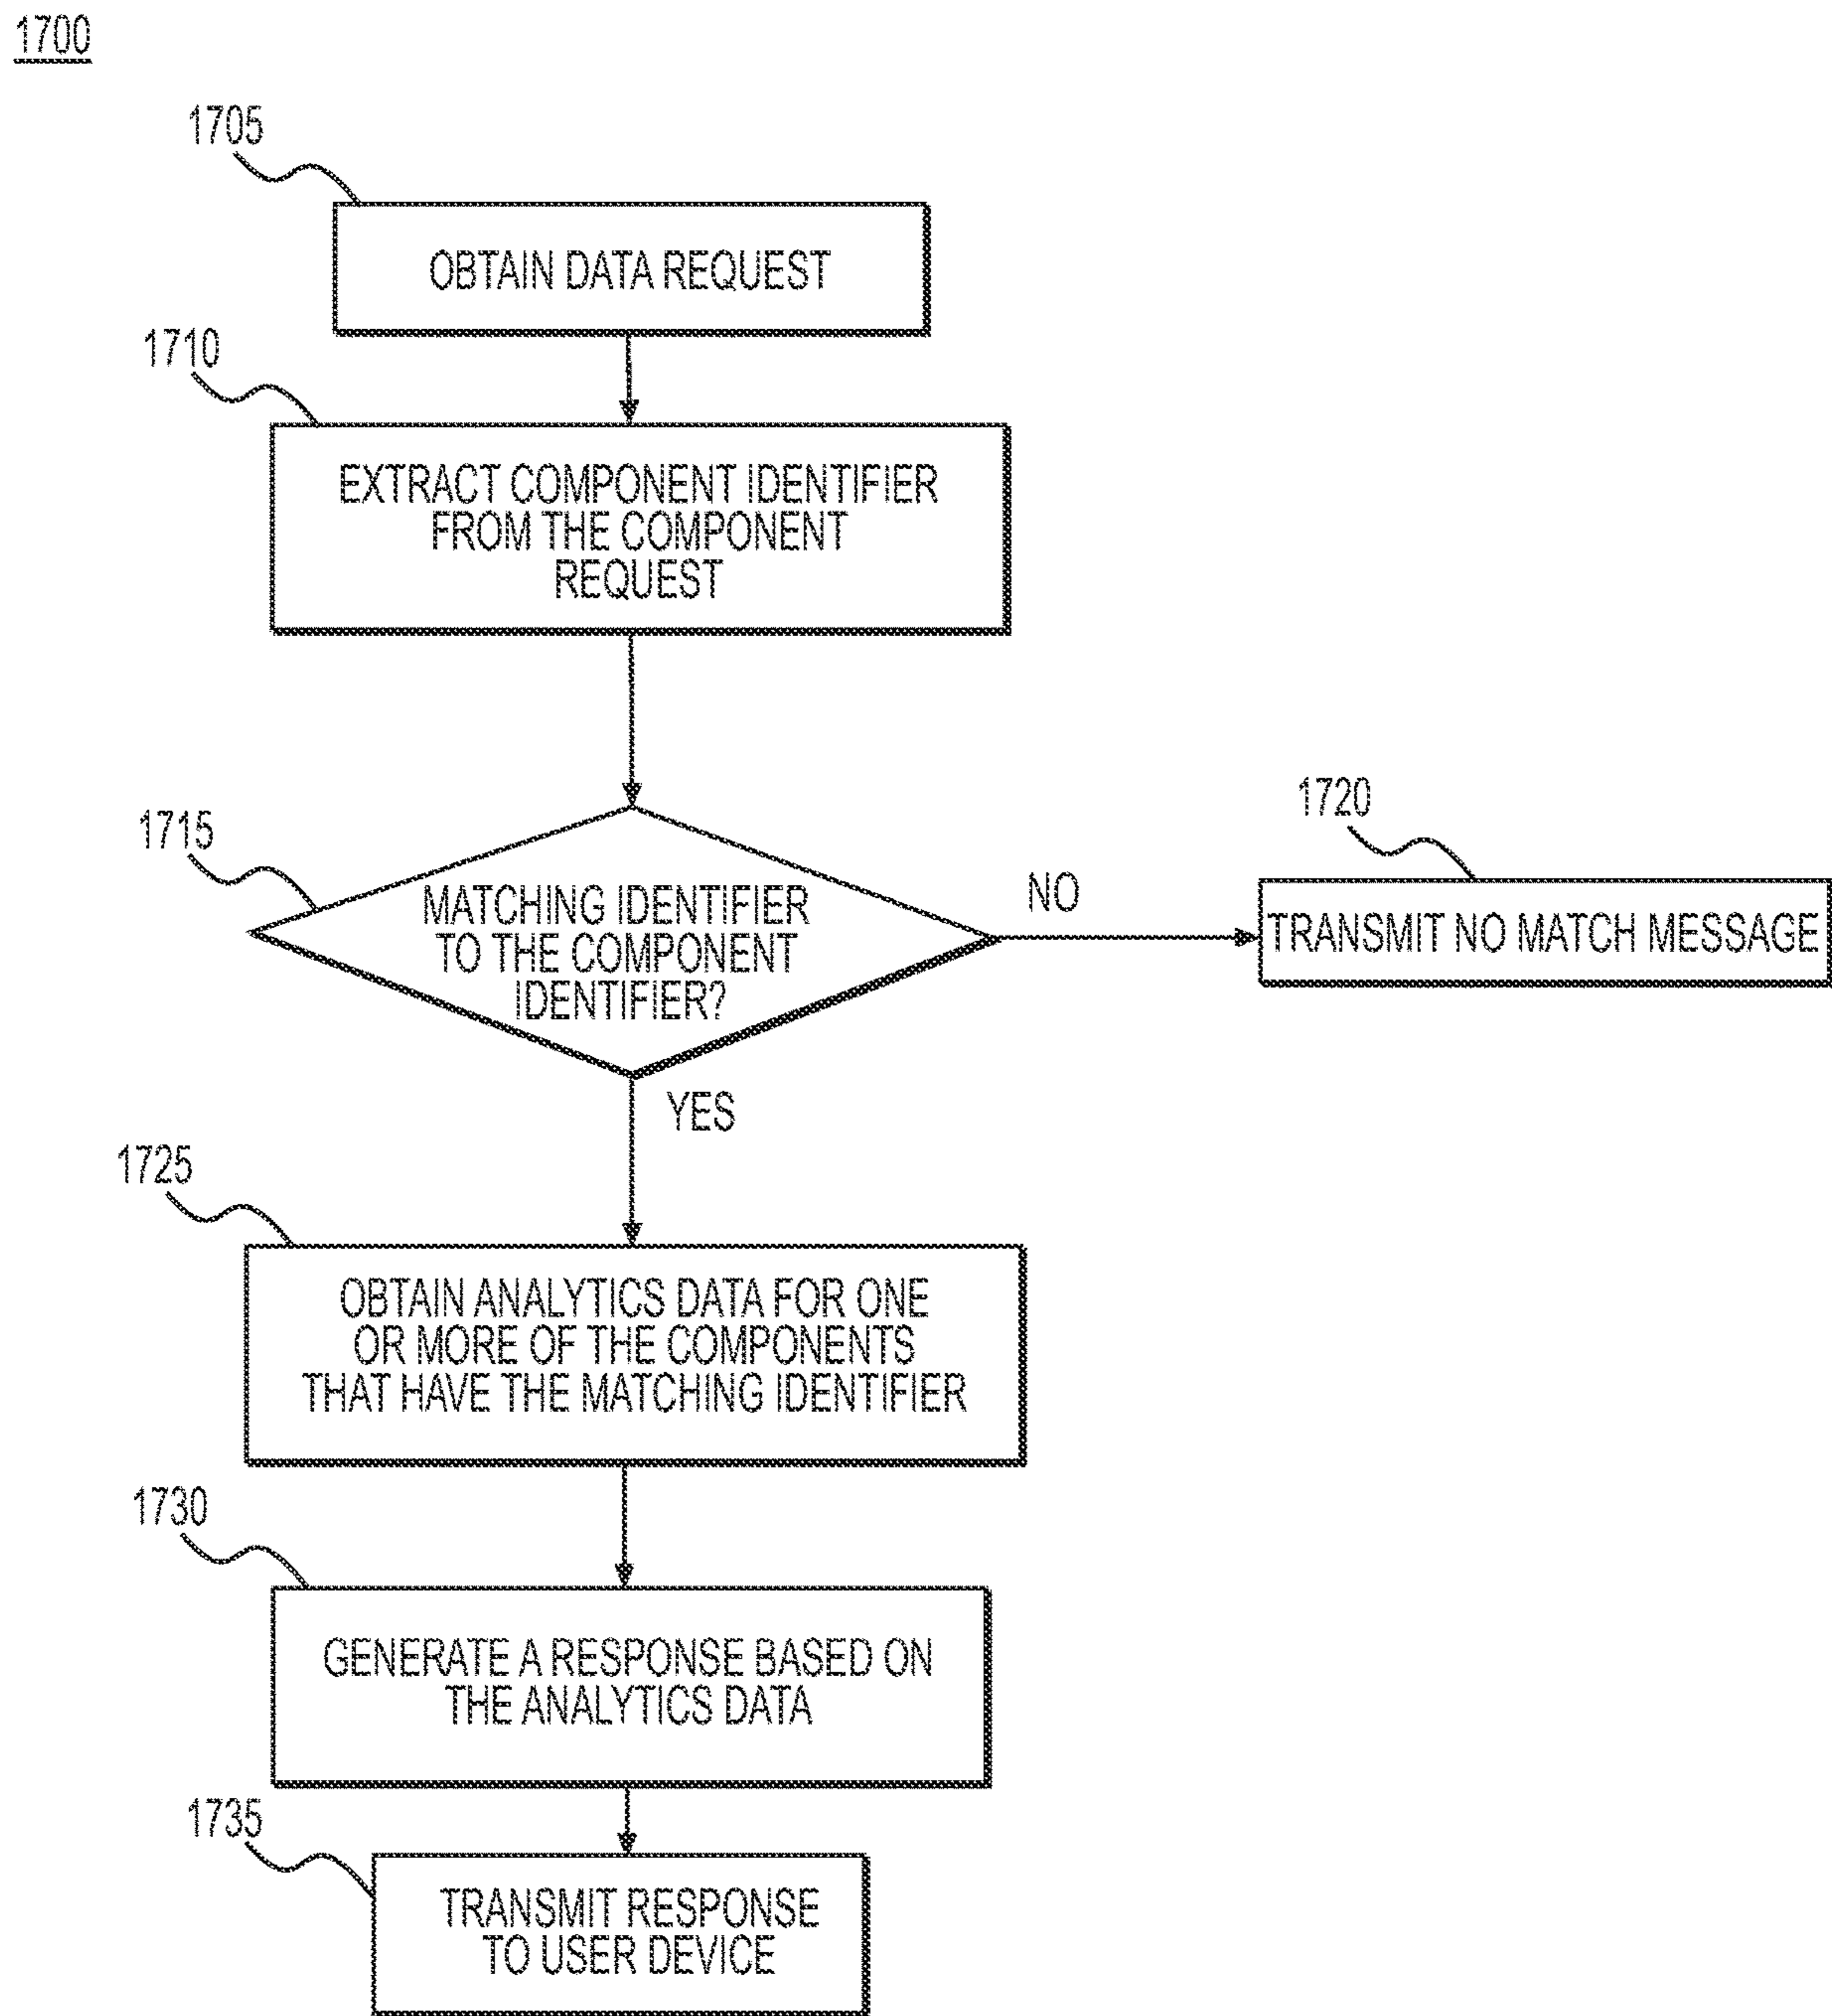 1700
1705
OBTAIN DATA REQUEST
1710
EXTRACT COMPONENT IDENTIFIER
FROM THE COMPONENT
REQUEST
1715
MATCHING IDENTIFIER
TO THE COMPONENT
IDENTIFIER?
NO
1720
TRANSMIT NO MATCH MESSAGE
YES
1725
OBTAIN ANALYTICS DATA FOR ONE
OR MORE OF THE COMPONENTS
THAT HAVE THE MATCHING IDENTIFIER
1730
GENERATE A RESPONSE BASED ON
THE ANALYTICS DATA
1735
TRANSMIT RESPONSE
TO USER DEVICE